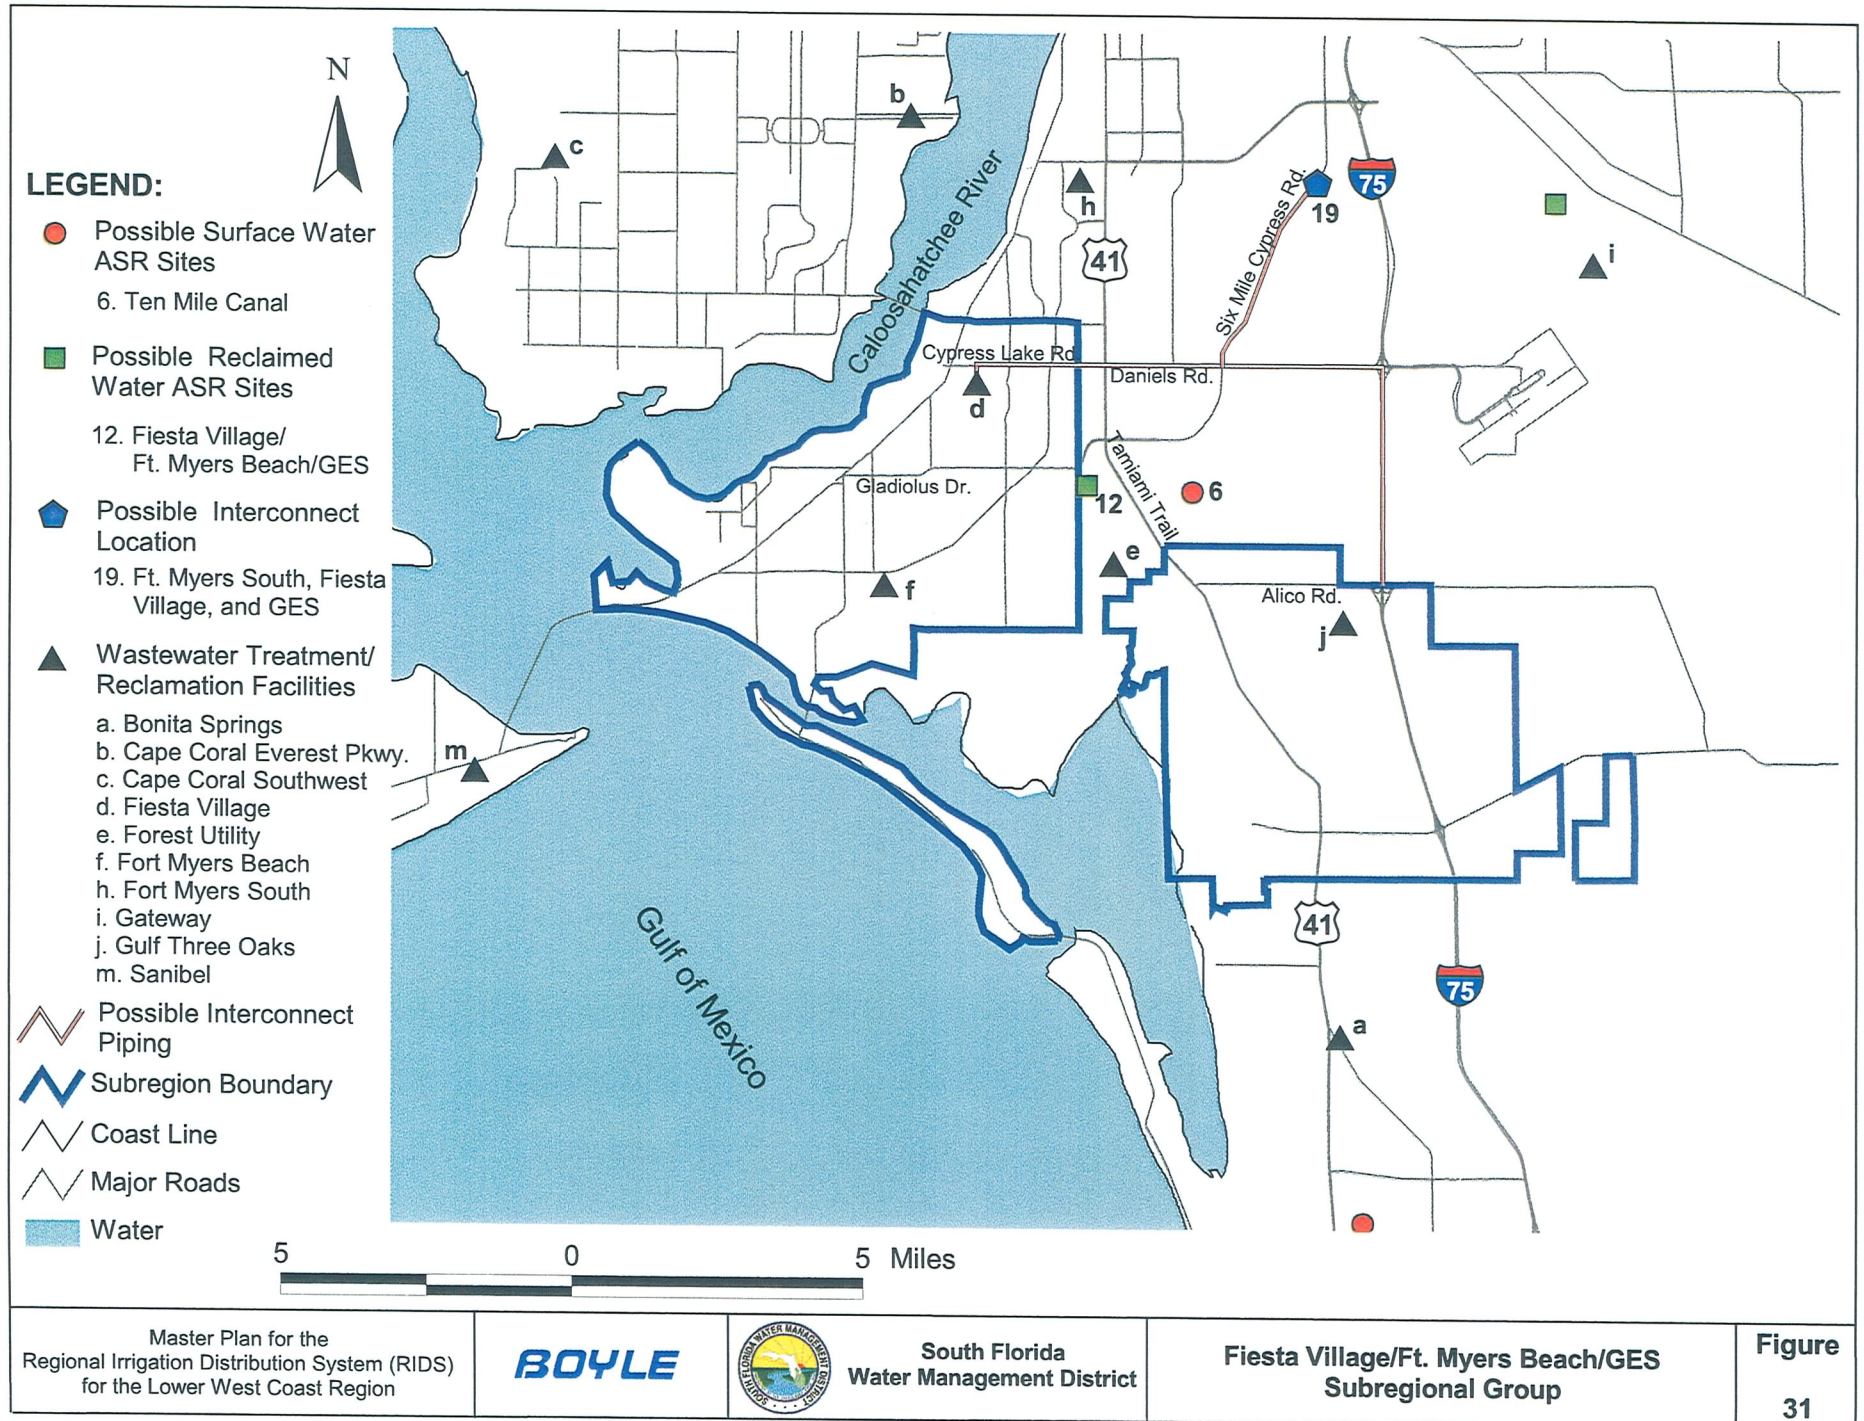 N
LEGEND:
Possible Surface Water
ASR Sites
6. Ten Mile Canal
Possible Reclaimed
Water ASR Sites
12. Fiesta Village/
Ft. Myers Beach/GES
Possible Interconnect
Location
19. Ft. Myers South, Fiesta
Village, and GES
Wastewater Treatment/
Reclamation Facilities
a. Bonita Springs
b. Cape Coral Everest Pkwy.
c. Cape Coral Southwest
d. Fiesta Village
e. Forest Utility
f. Fort Myers Beach
h. Fort Myers South
i. Gateway
j. Gulf Three Oaks
m. Sanibel
Possible Interconnect
Piping
Subregion Boundary
Coast Line
Major Roads
Water
b
c
h
41
Six Mile Cypress Rd.
19
75
i
Caloosahatchee River
Cypress Lake Rd
Daniels Rd.
d
Tamiami Trail
Gladiolus Dr.
12
6
e
f
Alico Rd.
j
m
Gulf of Mexico
41
75
a
5 0 5 Miles
Master Plan for the
Regional Irrigation Distribution System (RIDS)
for the Lower West Coast Region
BOYLE
SOUTH FLORIDA WATER MANAGEMENT DISTRICT
South Florida
Water Management District
Fiesta Village/Ft. Myers Beach/GES
Subregional Group
Figure
31